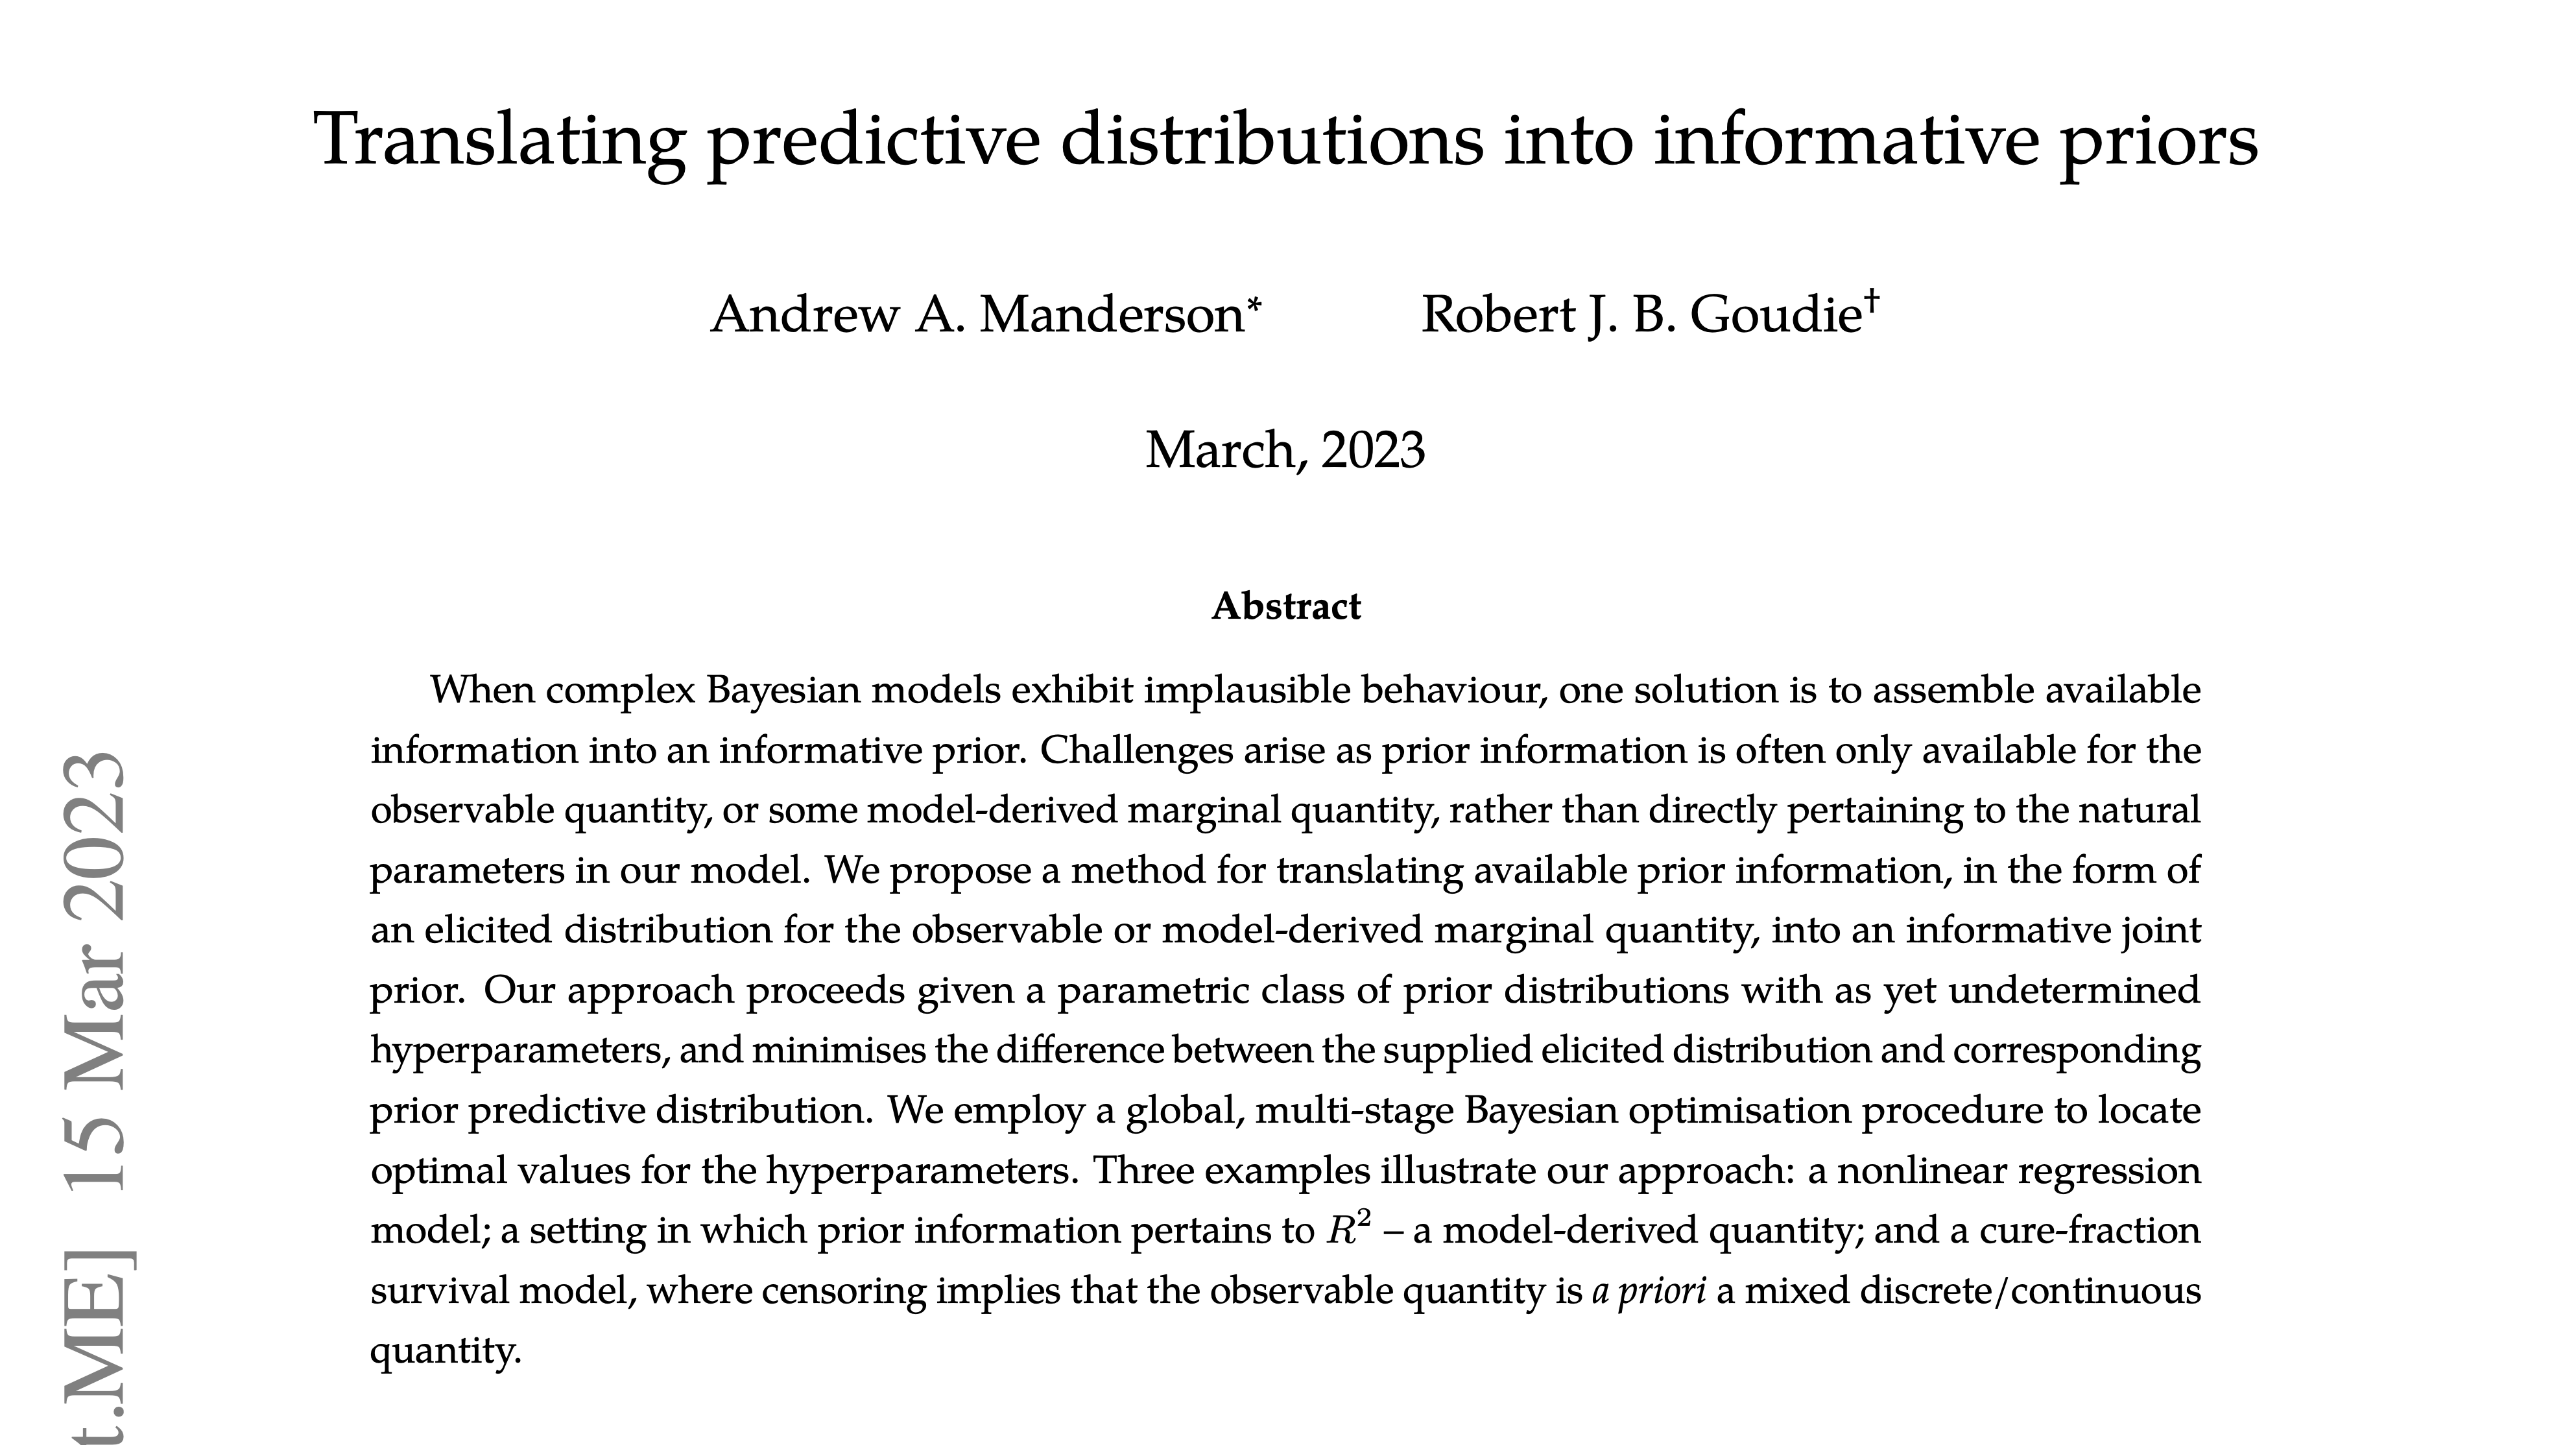 Translating predictive distributions into informative priors
Andrew A. Manderson* Robert J. B. Goudie†
March, 2023
Abstract
When complex Bayesian models exhibit implausible behaviour, one solution is to assemble available
information into an informative prior. Challenges arise as prior information is often only available for the
observable quantity, or some model-derived marginal quantity, rather than directly pertaining to the natural
parameters in our model. We propose a method for translating available prior information, in the form of
an elicited distribution for the observable or model-derived marginal quantity, into an informative joint
prior. Our approach proceeds given a parametric class of prior distributions with as yet undetermined
hyperparameters, and minimises the difference between the supplied elicited distribution and corresponding
prior predictive distribution. We employ a global, multi-stage Bayesian optimisation procedure to locate
optimal values for the hyperparameters. Three examples illustrate our approach: a nonlinear regression
model; a setting in which prior information pertains to R² – a model-derived quantity; and a cure-fraction
survival model, where censoring implies that the observable quantity is a priori a mixed discrete/continuous
quantity.
t.ME] 15 Mar 2023